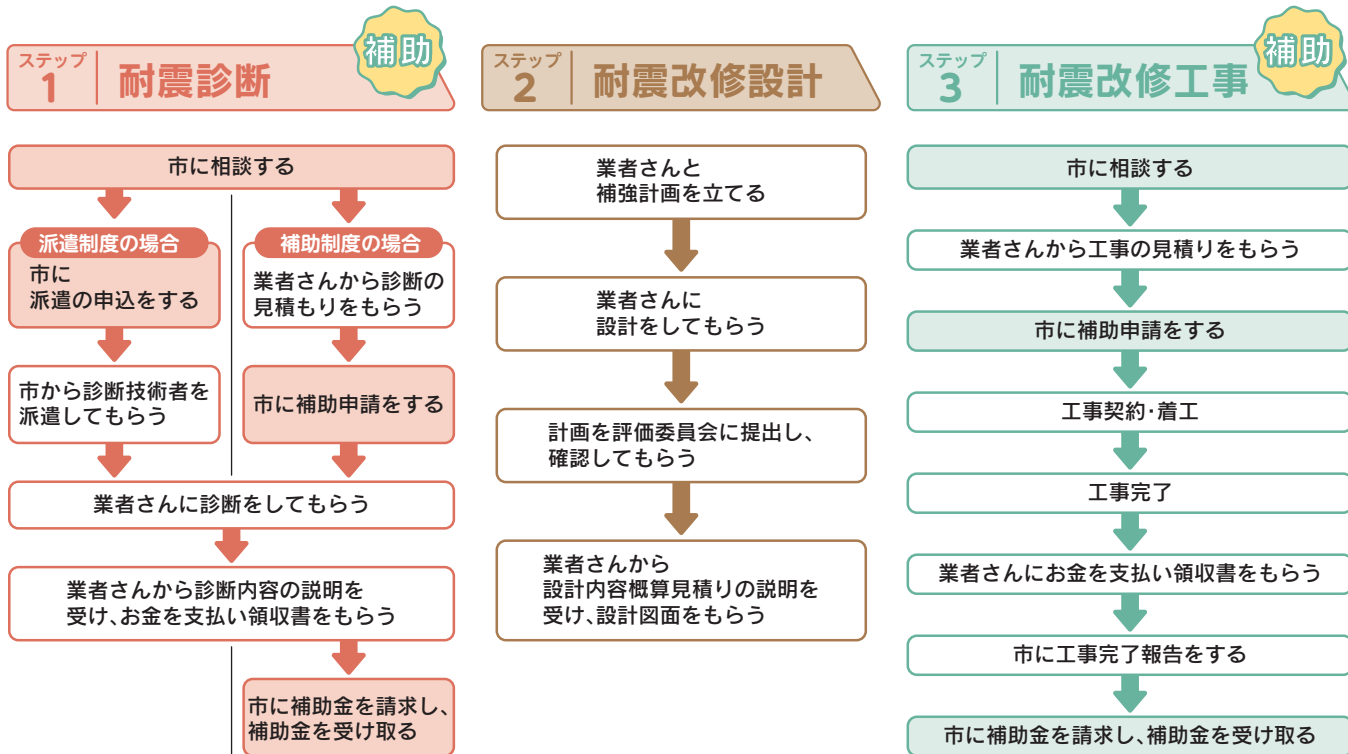 ステップ
1
耐震診断
補助
市に相談する
派遣制度の場合
市に
派遣の申込をする
市から診断技術者を
派遣してもらう
補助制度の場合
業者さんから診断の
見積もりをもらう
市に補助申請をする
業者さんに診断をしてもらう
業者さんから診断内容の説明を
受け、お金を支払い領収書をもらう
市に補助金を請求し、
補助金を受け取る
ステップ
2
耐震改修設計
業者さんと
補強計画を立てる
業者さんに
設計をしてもらう
計画を評価委員会に提出し、
確認してもらう
業者さんから
設計内容概算見積りの説明を
受け、設計図面をもらう
ステップ
3
耐震改修工事
補助
市に相談する
業者さんから工事の見積りをもらう
市に補助申請をする
工事契約・着工
工事完了
業者さんにお金を支払い領収書をもらう
市に工事完了報告をする
市に補助金を請求し、補助金を受け取る